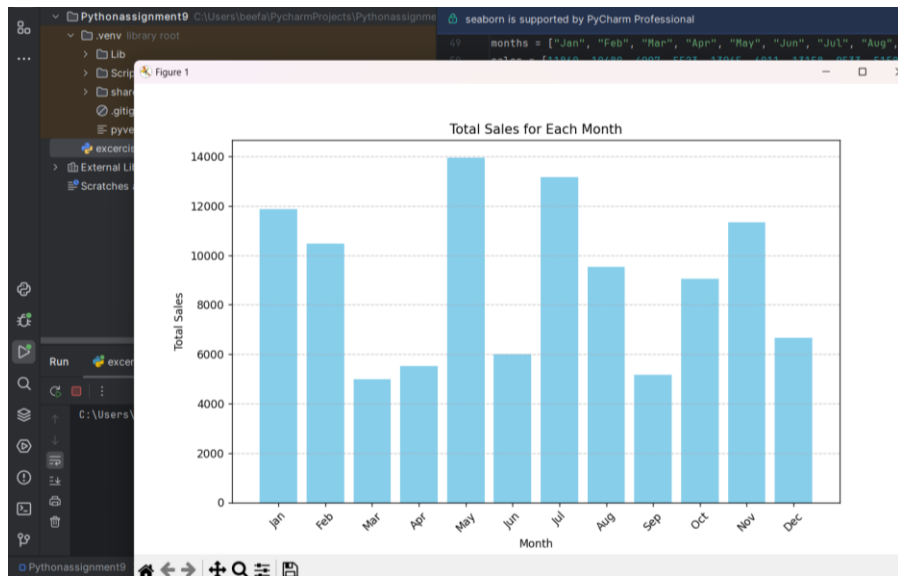 Pythonassignment9 C:\Users\beefa\PycharmProjects\Pythonassignme
.venv library root
Lib
Scrip
share
.gitig
pyve
excercis
External Lib
Scratches a
seaborn is supported by PyCharm Professional
49 months = ["Jan", "Feb", "Mar", "Apr", "May", "Jun", "Jul", "Aug",
Figure 1
Total Sales for Each Month
Total Sales
14000
12000
10000
8000
6000
4000
2000
0
Jan Feb Mar Apr May Jun Jul Aug Sep Oct Nov Dec
Month
Run excer
C:\Users\
Pythonassignment9